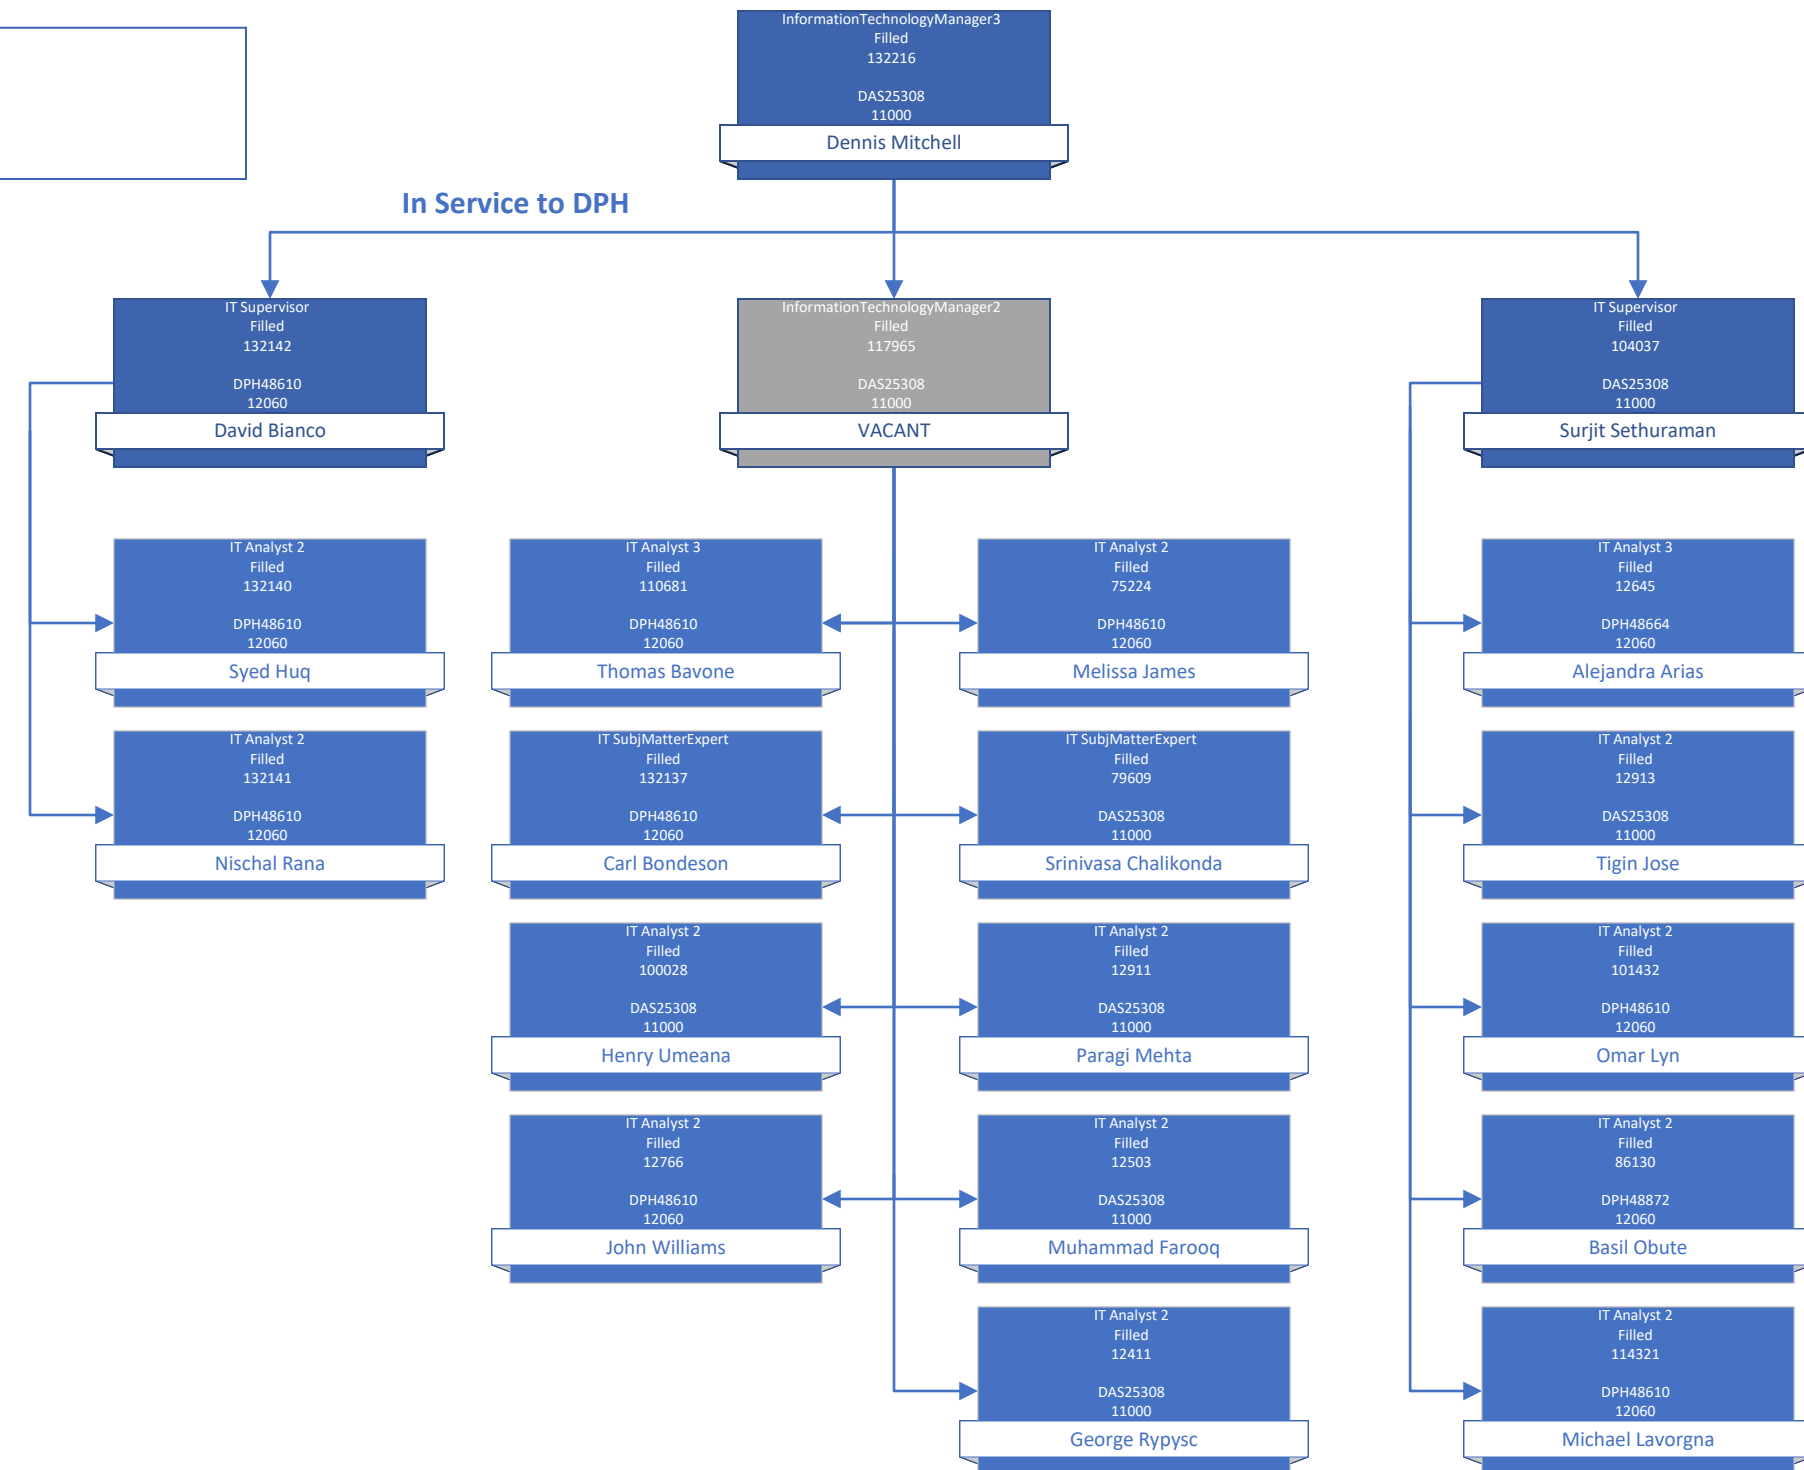 InformationTechnologyManager3
Filled
132216
DAS25308
11000
Dennis Mitchell
In Service to DPH
IT Supervisor
Filled
132142
DPH48610
12060
David Bianco
InformationTechnologyManager2
Filled
117965
DAS25308
11000
VACANT
IT Supervisor
Filled
104037
DAS25308
11000
Surjit Sethuraman
IT Analyst 2
Filled
132140
DPH48610
12060
Syed Huq
IT Analyst 3
Filled
110681
DPH48610
12060
Thomas Bavone
IT Analyst 2
Filled
75224
DPH48610
12060
Melissa James
IT Analyst 3
Filled
12645
DPH48664
12060
Alejandra Arias
IT Analyst 2
Filled
132141
DPH48610
12060
Nischal Rana
IT SubjMatterExpert
Filled
132137
DPH48610
12060
Carl Bondeson
IT SubjMatterExpert
Filled
79609
DAS25308
11000
Srinivasa Chalikonda
IT Analyst 2
Filled
12913
DAS25308
11000
Tigin Jose
IT Analyst 2
Filled
100028
DAS25308
11000
Henry Umeana
IT Analyst 2
Filled
12911
DAS25308
11000
Paragi Mehta
IT Analyst 2
Filled
101432
DPH48610
12060
Omar Lyn
IT Analyst 2
Filled
12766
DPH48610
12060
John Williams
IT Analyst 2
Filled
12503
DAS25308
11000
Muhammad Farooq
IT Analyst 2
Filled
86130
DPH48872
12060
Basil Obute
IT Analyst 2
Filled
12411
DAS25308
11000
George Rypysc
IT Analyst 2
Filled
114321
DPH48610
12060
Michael Lavorgna